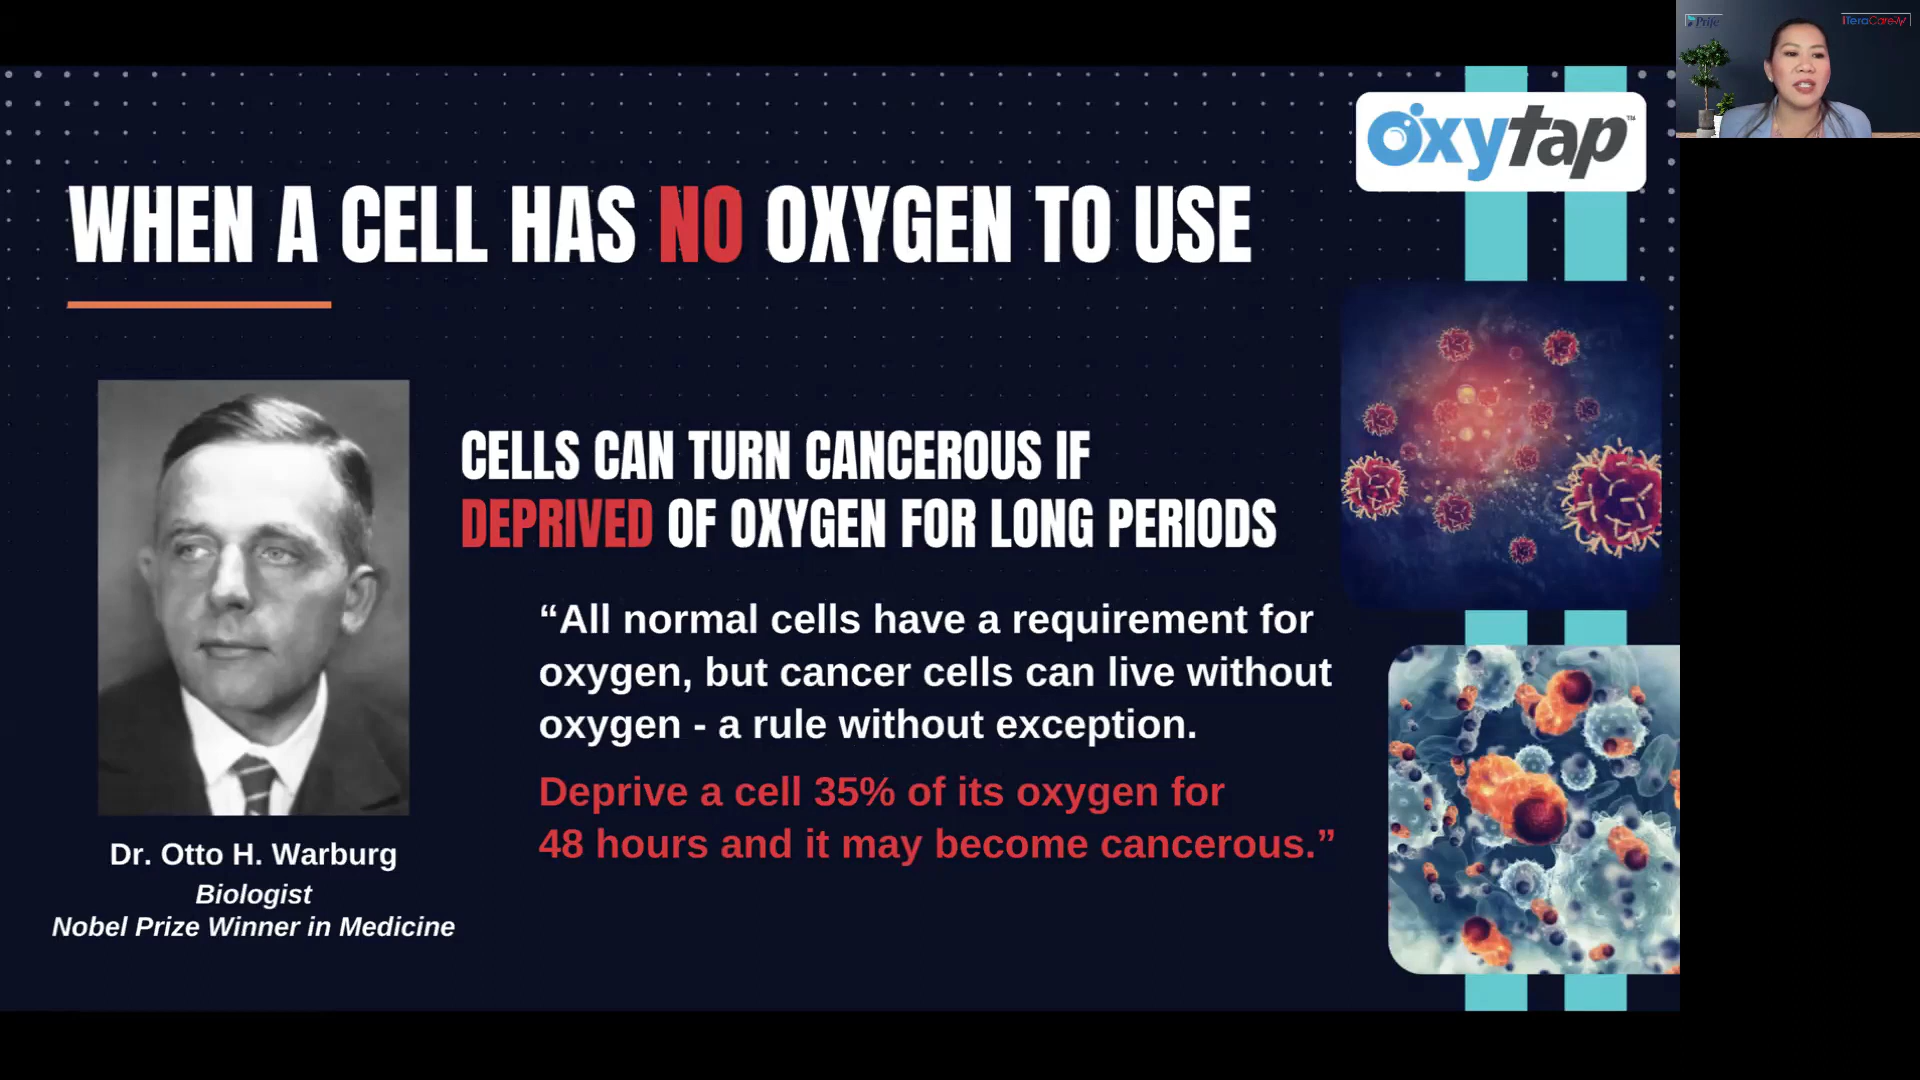 Prife
iTeraCare
oxytap™
WHEN A CELL HAS NO OXYGEN TO USE
CELLS CAN TURN CANCEROUS IF
DEPRIVED OF OXYGEN FOR LONG PERIODS
“All normal cells have a requirement for
oxygen, but cancer cells can live without
oxygen - a rule without exception.
Deprive a cell 35% of its oxygen for
48 hours and it may become cancerous.”
Dr. Otto H. Warburg
Biologist
Nobel Prize Winner in Medicine